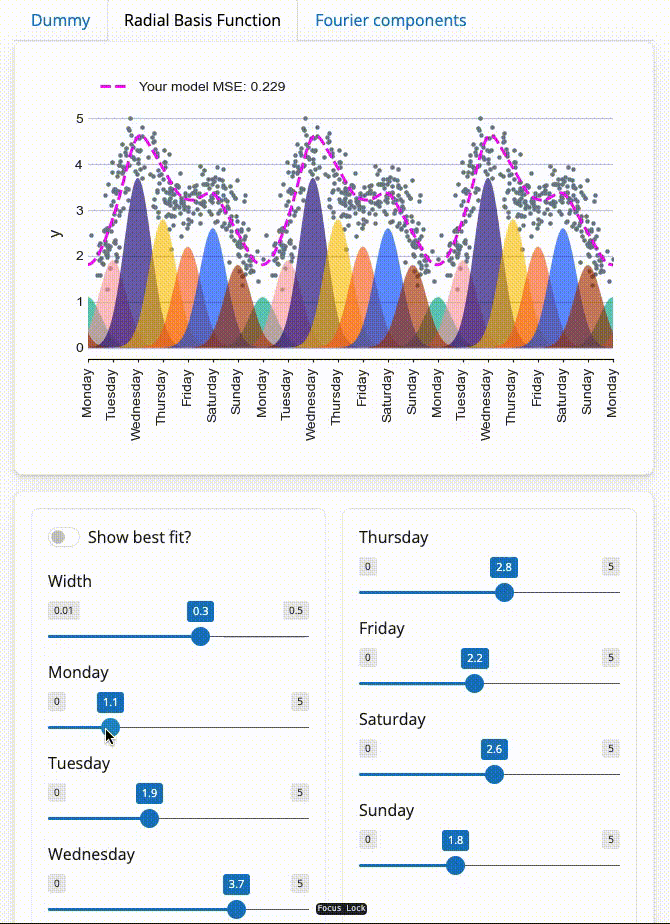 Dummy Radial Basis Function Fourier components
Your model MSE: 0.229
5
4
3
2
1
0
y
Monday Tuesday Wednesday Thursday Friday Saturday Sunday Monday Tuesday Wednesday Thursday Friday Saturday Sunday Monday Tuesday Wednesday Thursday Friday Saturday Sunday Monday
Show best fit?
Width
0.01 0.3 0.5
Monday
0 1.1 5
Tuesday
0 1.9 5
Wednesday
0 3.7 5
Thursday
0 2.8 5
Friday
0 2.2 5
Saturday
0 2.6 5
Sunday
0 1.8 5
Focus Lock